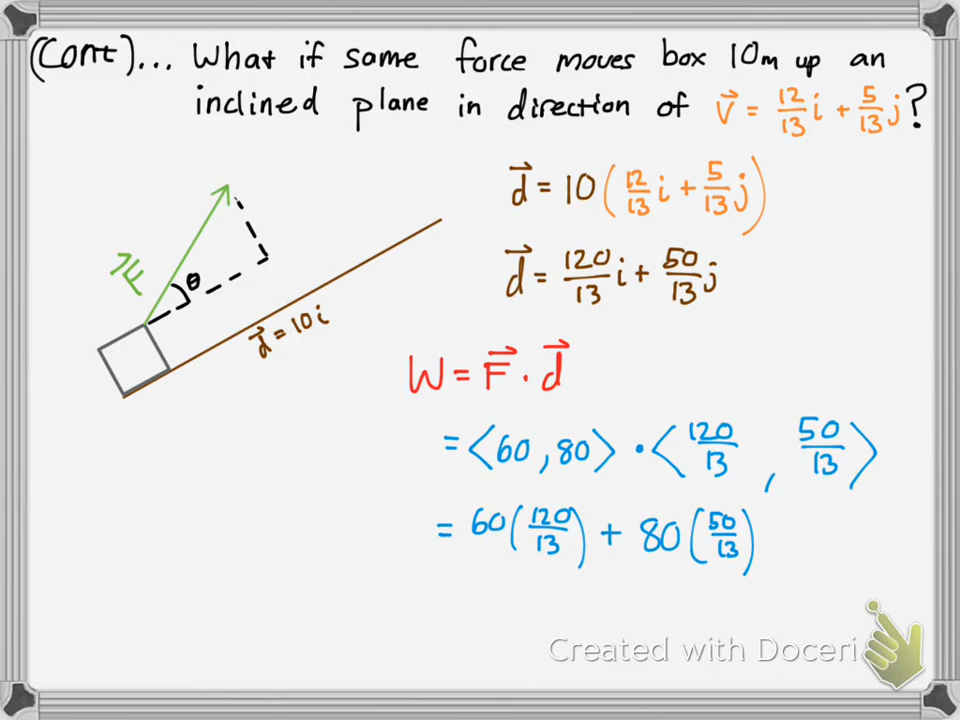 (Cont)... What if same force moves box 10m up an
inclined plane in direction of v⃗ = 12/13 i + 5/13 j ?
d⃗ = 10 ( 12/13 i + 5/13 j )
d⃗ = 120/13 i + 50/13 j
F⃗
θ
d⃗ = 10 i
W = F⃗ · d⃗
= ⟨60, 80⟩ • ⟨120/13 , 50/13⟩
= 60(120/13) + 80(50/13)
Created with Doceri